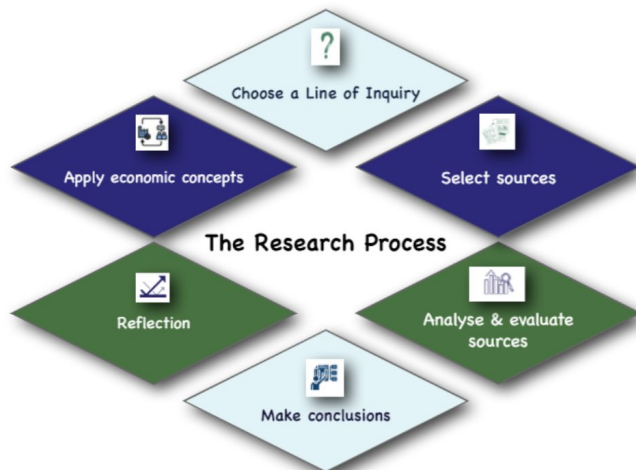 ?
Choose a Line of Inquiry
Apply economic concepts
Select sources
The Research Process
Reflection
Analyse & evaluate
sources
Make conclusions